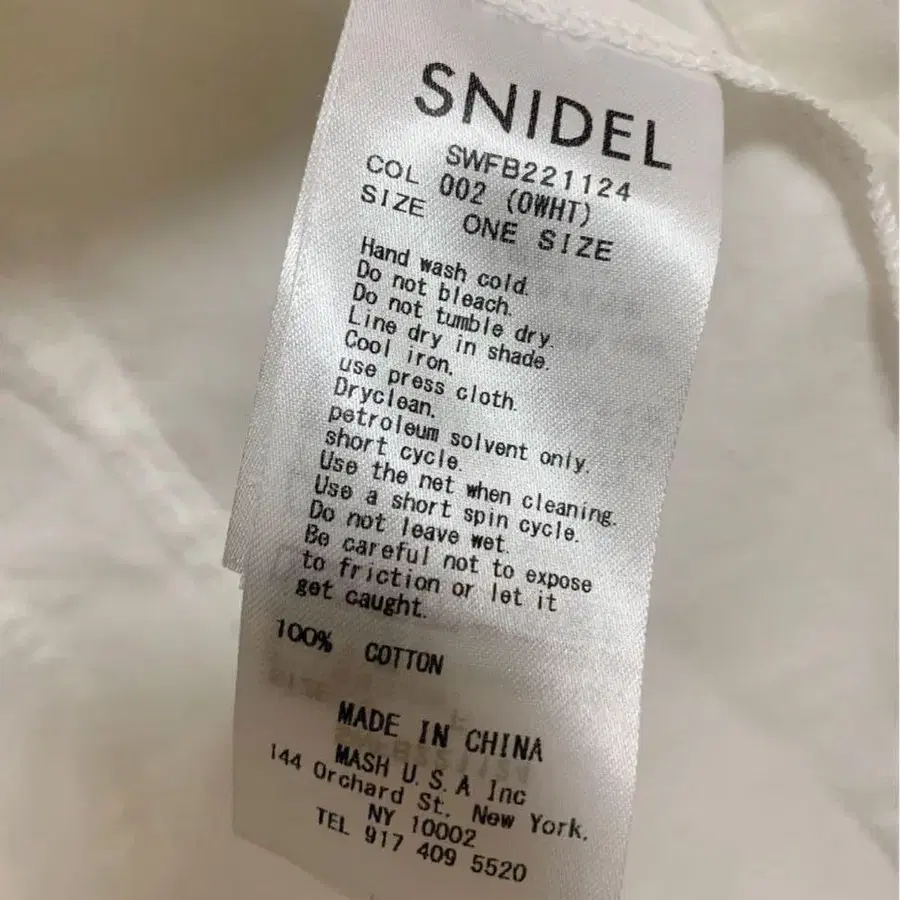 SNIDEL
SWFB221124
COL 002 (OWHT)
SIZE ONE SIZE
Hand wash cold.
Do not bleach.
Do not tumble dry.
Line dry in shade.
Cool iron.
use press cloth.
Dryclean.
petroleum solvent only.
short cycle.
Use the net when cleaning.
Use a short spin cycle.
Do not leave wet.
Be careful not to expose
to friction or let it
get caught.
100% COTTON
MADE IN CHINA
MASH U.S.A Inc
144 Orchard St. New York.
NY 10002
TEL 917 409 5520